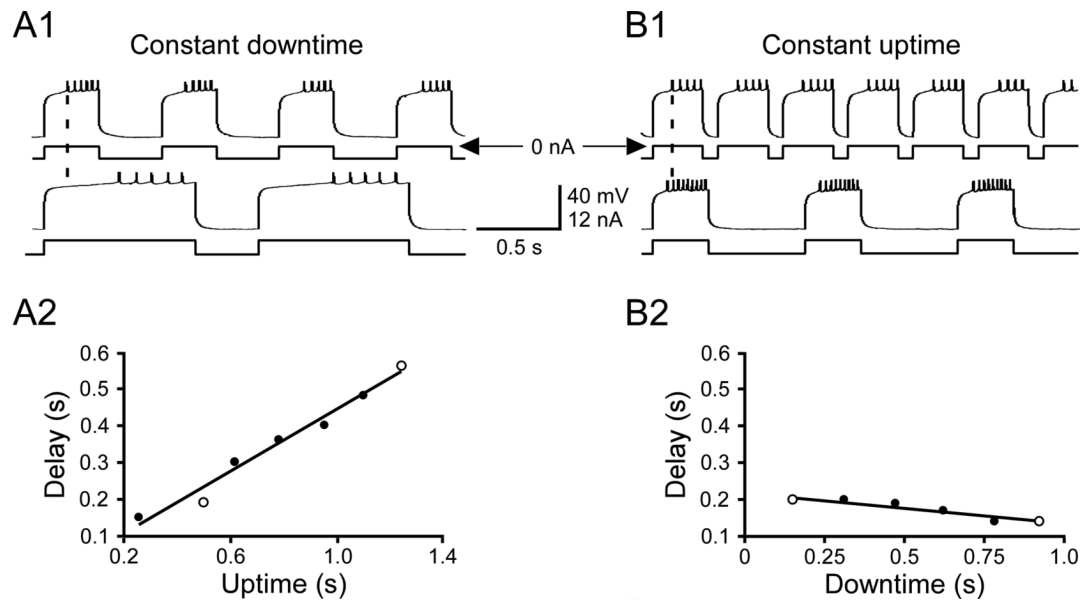 A1
Constant downtime
B1
Constant uptime
0 nA
40 mV
12 nA
0.5 s
A2
Delay (s)
0.6
0.5
0.4
0.3
0.2
0.1
0.2
0.6
1.0
1.4
Uptime (s)
B2
Delay (s)
0.6
0.5
0.4
0.3
0.2
0.1
0
0.25
0.5
0.75
1.0
Downtime (s)